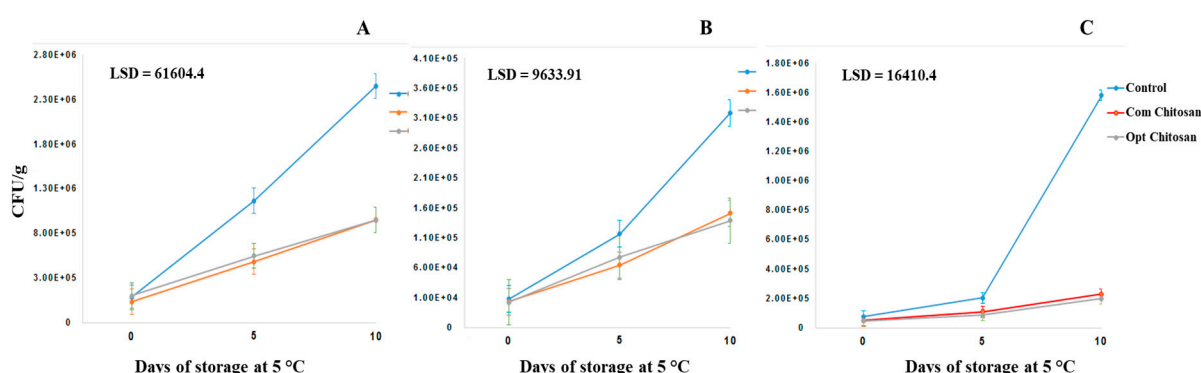 A
B
C
LSD = 61604.4
LSD = 9633.91
LSD = 16410.4
CFU/g
2.80E+06
2.30E+06
1.80E+06
1.30E+06
8.00E+05
3.00E+05
0
0 5 10
Days of storage at 5 °C
4.10E+05
3.60E+05
3.10E+05
2.60E+05
2.10E+05
1.60E+05
1.10E+05
6.00E+04
1.00E+04
0
0 5 10
Days of storage at 5 °C
1.80E+06
1.60E+06
1.40E+06
1.20E+06
1.00E+06
8.00E+05
6.00E+05
4.00E+05
2.00E+05
0
0 5 10
Days of storage at 5 °C
Control
Com Chitosan
Opt Chitosan